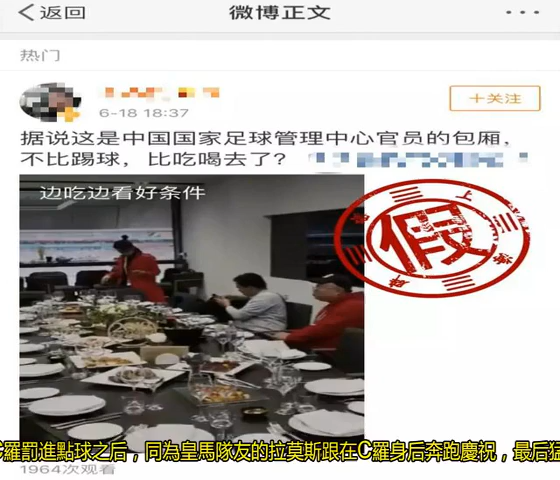 返回
微博正文
热门
6-18 18:37
十关注
据说这是中国国家足球管理中心官员的包厢，
不比踢球，比吃喝去了？
边吃边看好条件
假
羅罰進點球之后，同為皇馬隊友的拉莫斯跟在C羅身后奔跑慶祝，最后猛
1964次观看